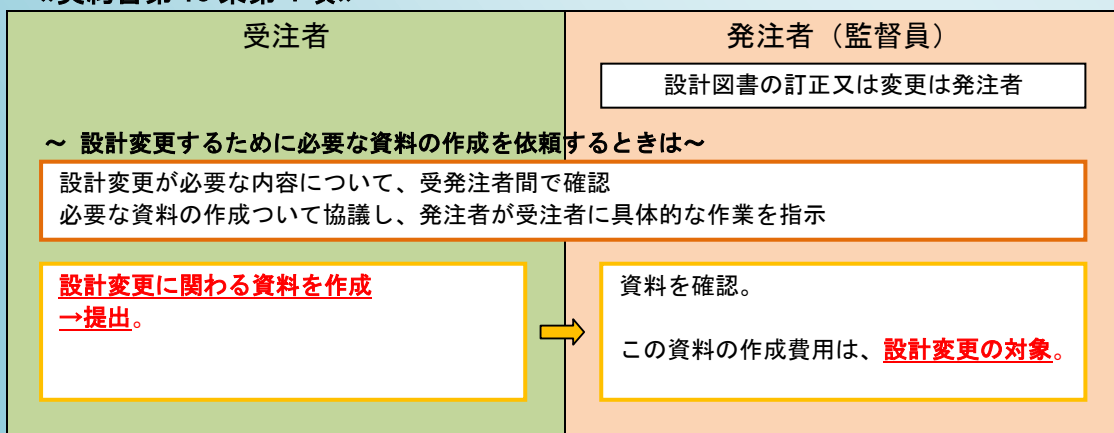 受注者
発注者（監督員）
設計図書の訂正又は変更は発注者
～ 設計変更するために必要な資料の作成を依頼するときは～
設計変更が必要な内容について、受発注者間で確認
必要な資料の作成ついて協議し、発注者が受注者に具体的な作業を指示
設計変更に関わる資料を作成
→提出。
資料を確認。
この資料の作成費用は、設計変更の対象。